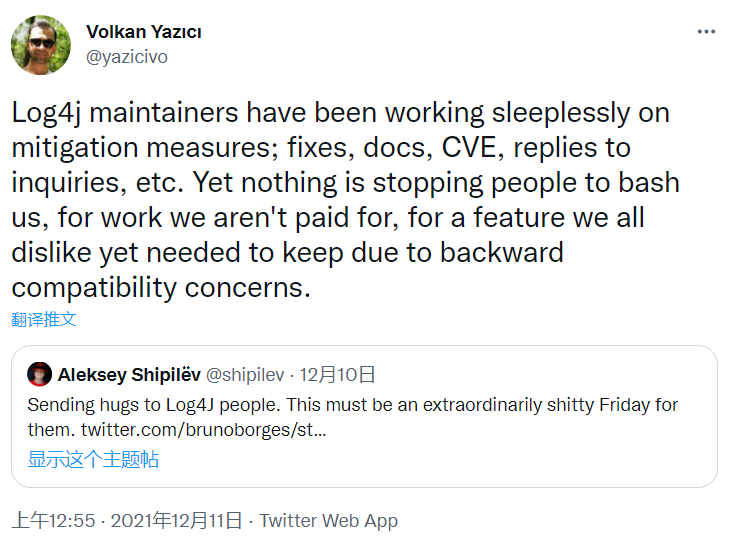 Volkan Yazıcı
@yazicivo
Log4j maintainers have been working sleeplessly on
mitigation measures; fixes, docs, CVE, replies to
inquiries, etc. Yet nothing is stopping people to bash
us, for work we aren't paid for, for a feature we all
dislike yet needed to keep due to backward
compatibility concerns.
翻译推文
Aleksey Shipilëv @shipilev · 12月10日
Sending hugs to Log4J people. This must be an extraordinarily shitty Friday for
them. twitter.com/brunoborges/st…
显示这个主题帖
上午12:55 · 2021年12月11日 · Twitter Web App